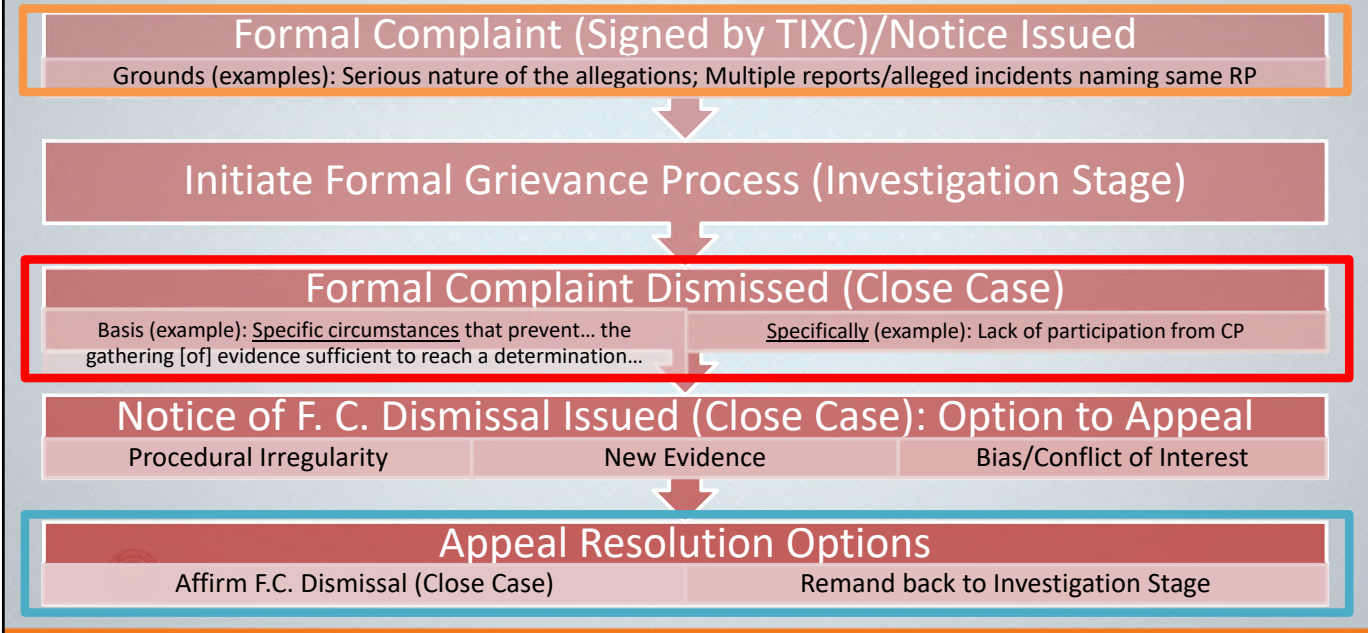 Formal Complaint (Signed by TIXC)/Notice Issued
Grounds (examples): Serious nature of the allegations; Multiple reports/alleged incidents naming same RP
Initiate Formal Grievance Process (Investigation Stage)
Formal Complaint Dismissed (Close Case)
Basis (example): Specific circumstances that prevent... the
gathering [of] evidence sufficient to reach a determination...
Specifically (example): Lack of participation from CP
Notice of F. C. Dismissal Issued (Close Case): Option to Appeal
Procedural Irregularity
New Evidence
Bias/Conflict of Interest
Appeal Resolution Options
Affirm F.C. Dismissal (Close Case)
Remand back to Investigation Stage